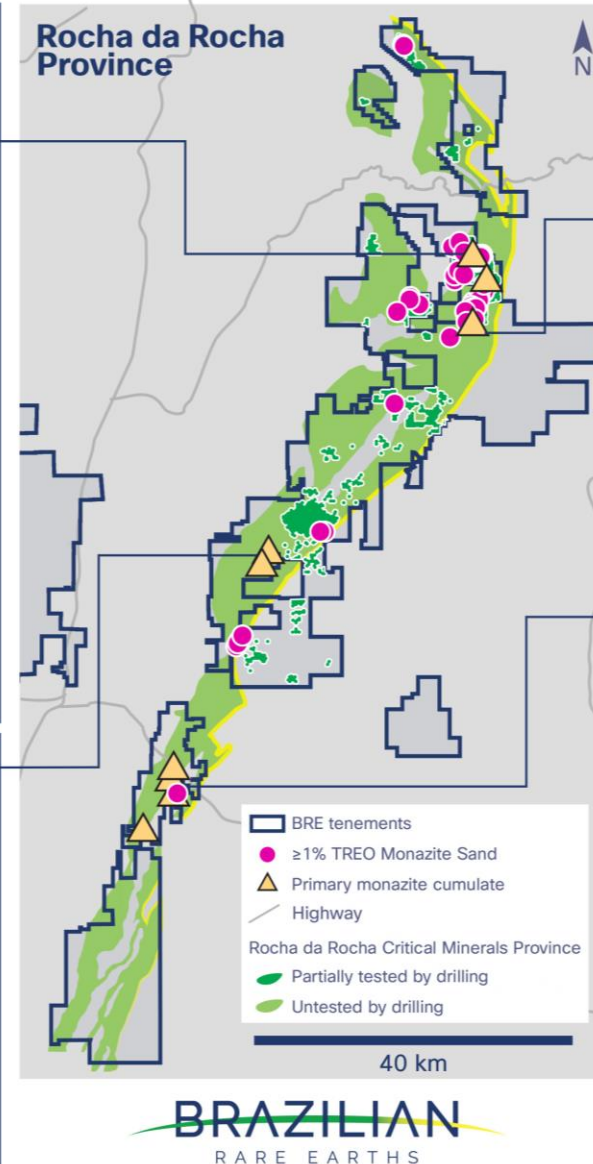 Rocha da Rocha
Province
N
BRE tenements
≥1% TREO Monazite Sand
Primary monazite cumulate
Highway
Rocha da Rocha Critical Minerals Province
Partially tested by drilling
Untested by drilling
40 km
BRAZILIAN
RARE EARTHS